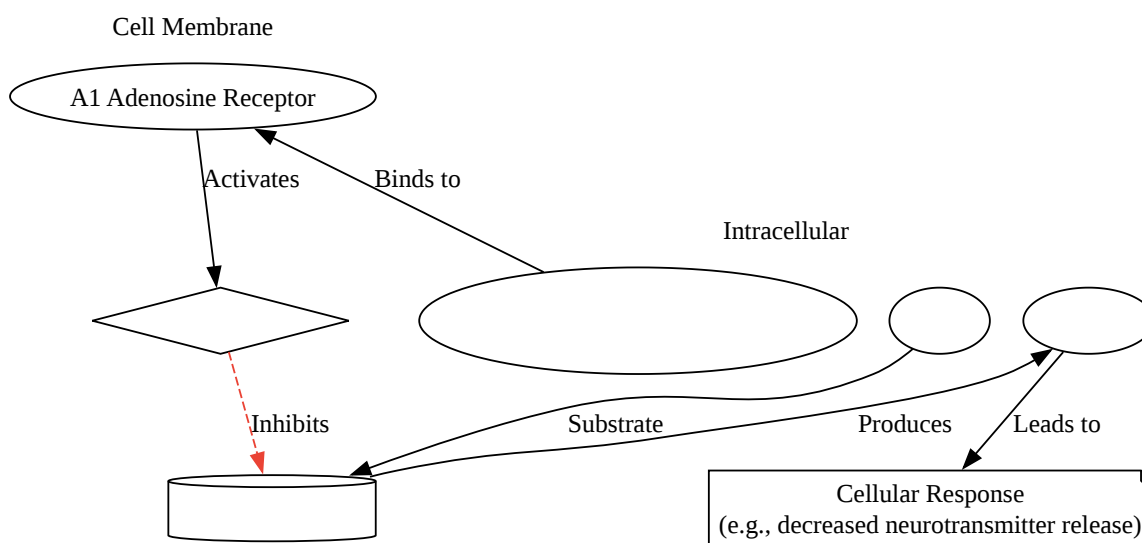 Cell Membrane
A1 Adenosine Receptor
Activates
Binds to
Intracellular
Inhibits
Substrate
Produces
Leads to
Cellular Response
(e.g., decreased neurotransmitter release)